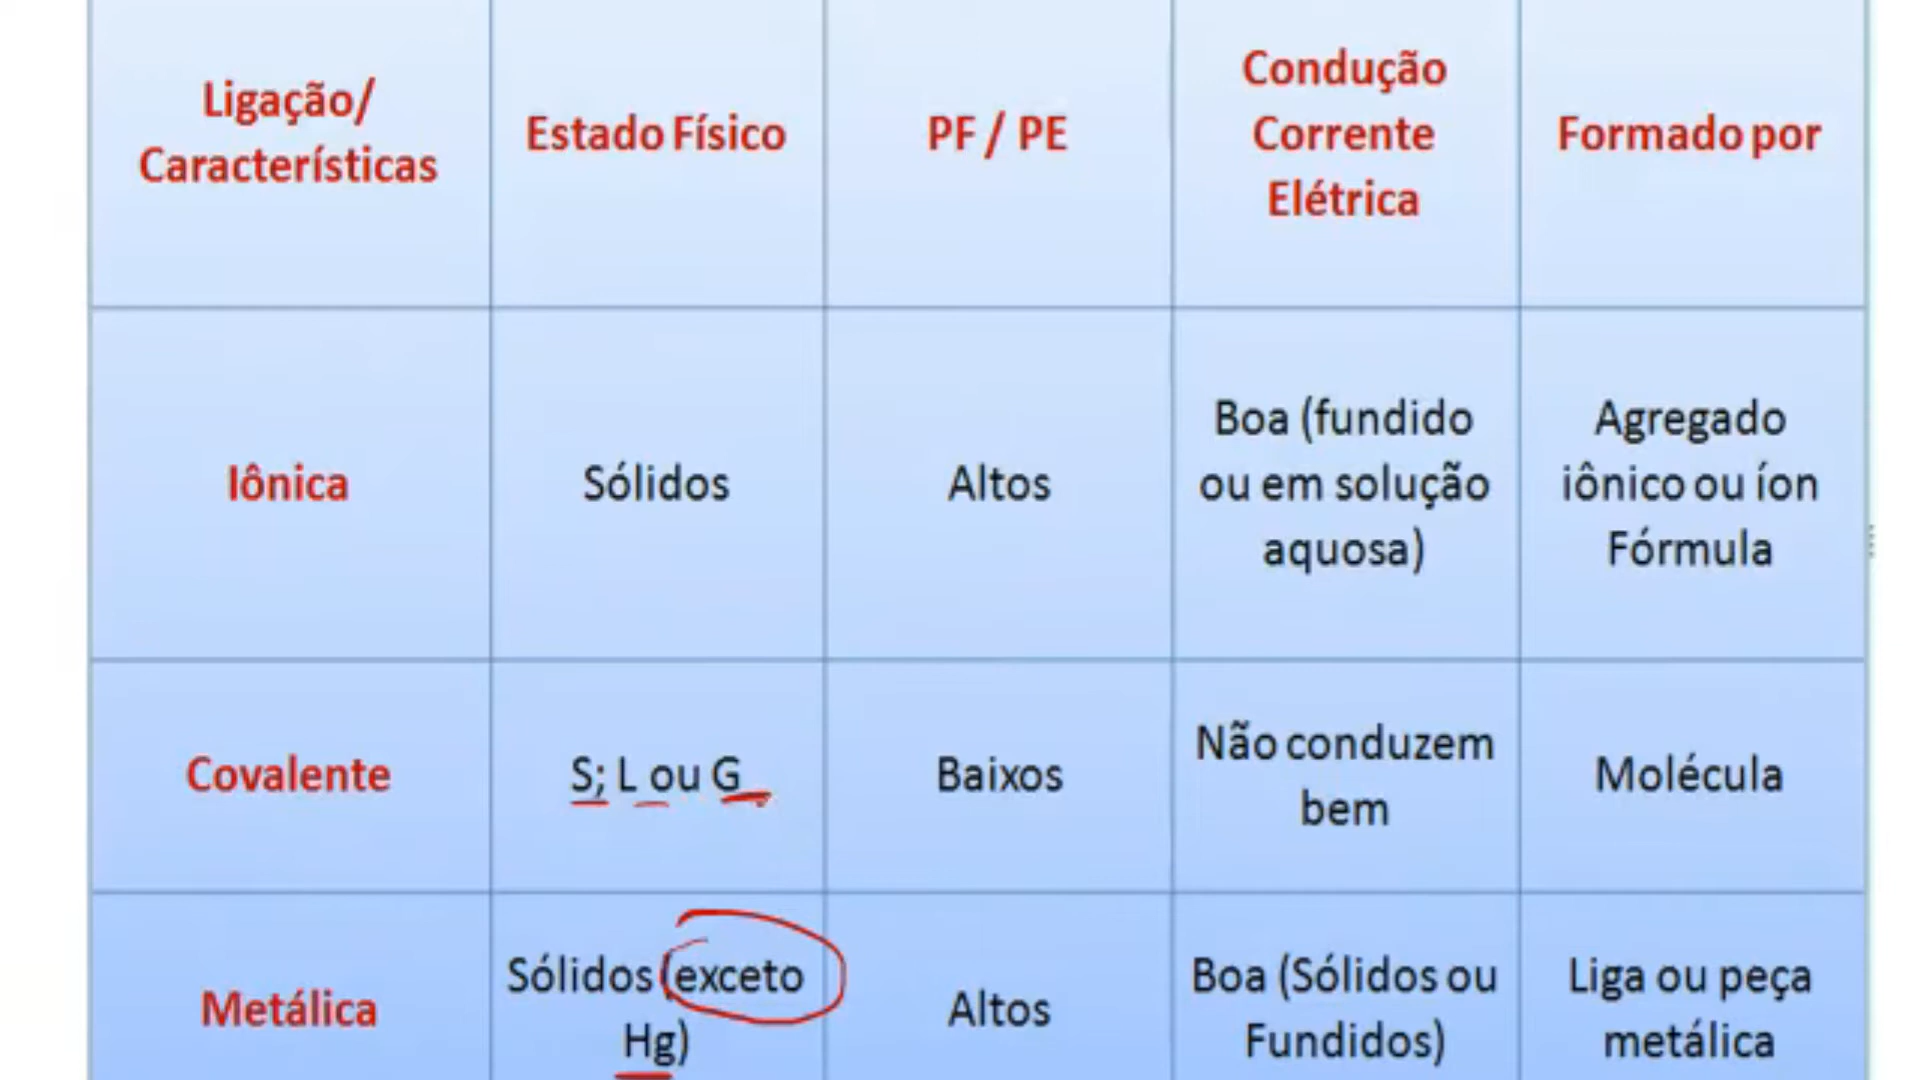 Ligação/
Características
Estado Físico
PF / PE
Condução
Corrente
Elétrica
Formado por
Iônica
Sólidos
Altos
Boa (fundido
ou em solução
aquosa)
Agregado
iônico ou íon
Fórmula
Covalente
S; L ou G
Baixos
Não conduzem
bem
Molécula
Metálica
Sólidos (exceto
Hg)
Altos
Boa (Sólidos ou
Fundidos)
Liga ou peça
metálica